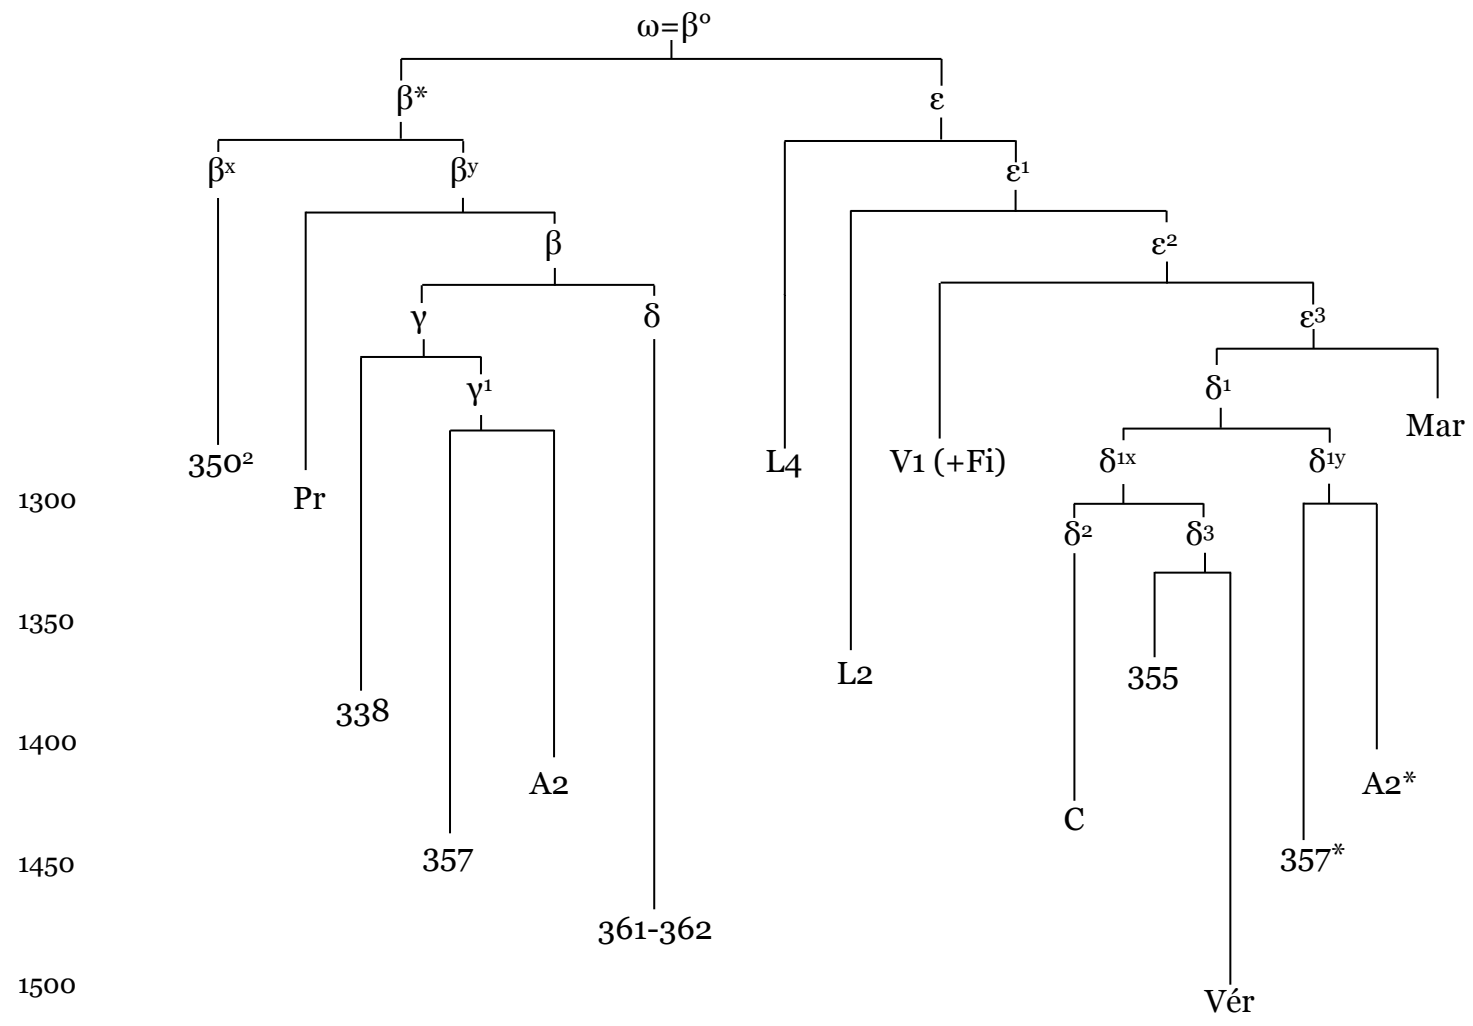 ω=β°
β* ε
βˣ βʸ ε¹
β ε²
γ δ ε³
γ¹ δ¹
Mar
350² L4 V1 (+Fi) δ¹ˣ δ¹ʸ
1300 Pr
δ² δ³
1350
L2 355
338
1400
A2 A2*
C
1450 357 357*
361-362
1500
Vér